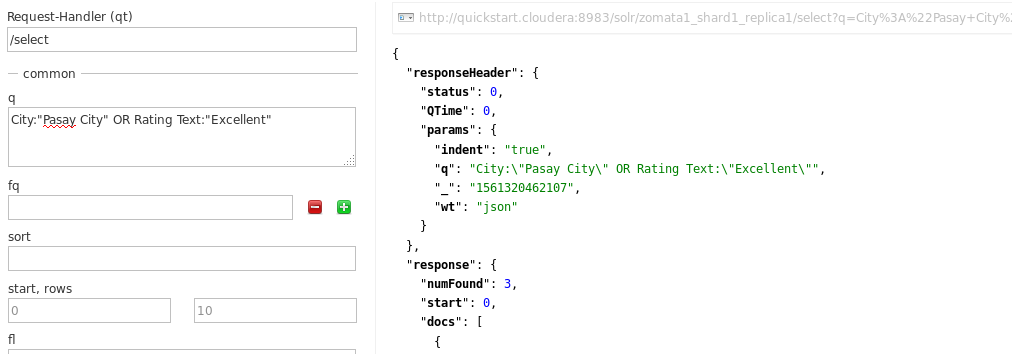 Request-Handler (qt)
/select
common
q
City:"Pasay City" OR Rating Text:"Excellent"
fq
sort
start, rows
0
10
fl
http://quickstart.cloudera:8983/solr/zomata1_shard1_replica1/select?q=City%3A%22Pasay+City%
{
"responseHeader": {
"status": 0,
"QTime": 0,
"params": {
"indent": "true",
"q": "City:\"Pasay City\" OR Rating Text:\"Excellent\"",
"_": "1561320462107",
"wt": "json"
}
},
"response": {
"numFound": 3,
"start": 0,
"docs": [
{